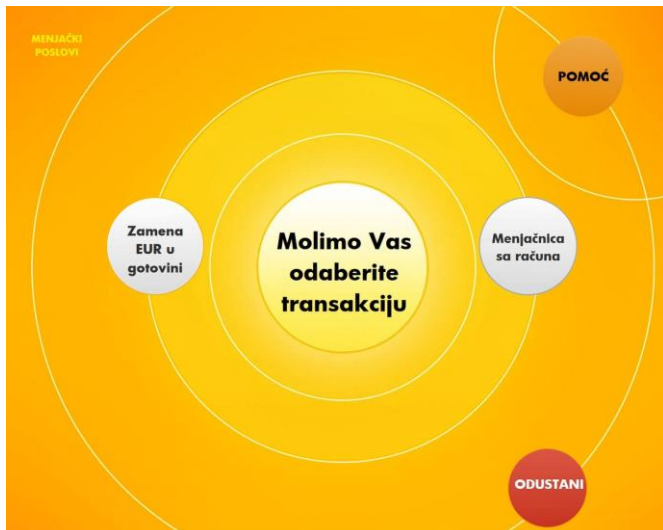 MENJAČKI
POSLOVI
POMOĆ
Zamena
EUR u
gotovini
Molimo Vas
odaberite
transakciju
Menjačnica
sa računa
ODUSTANI